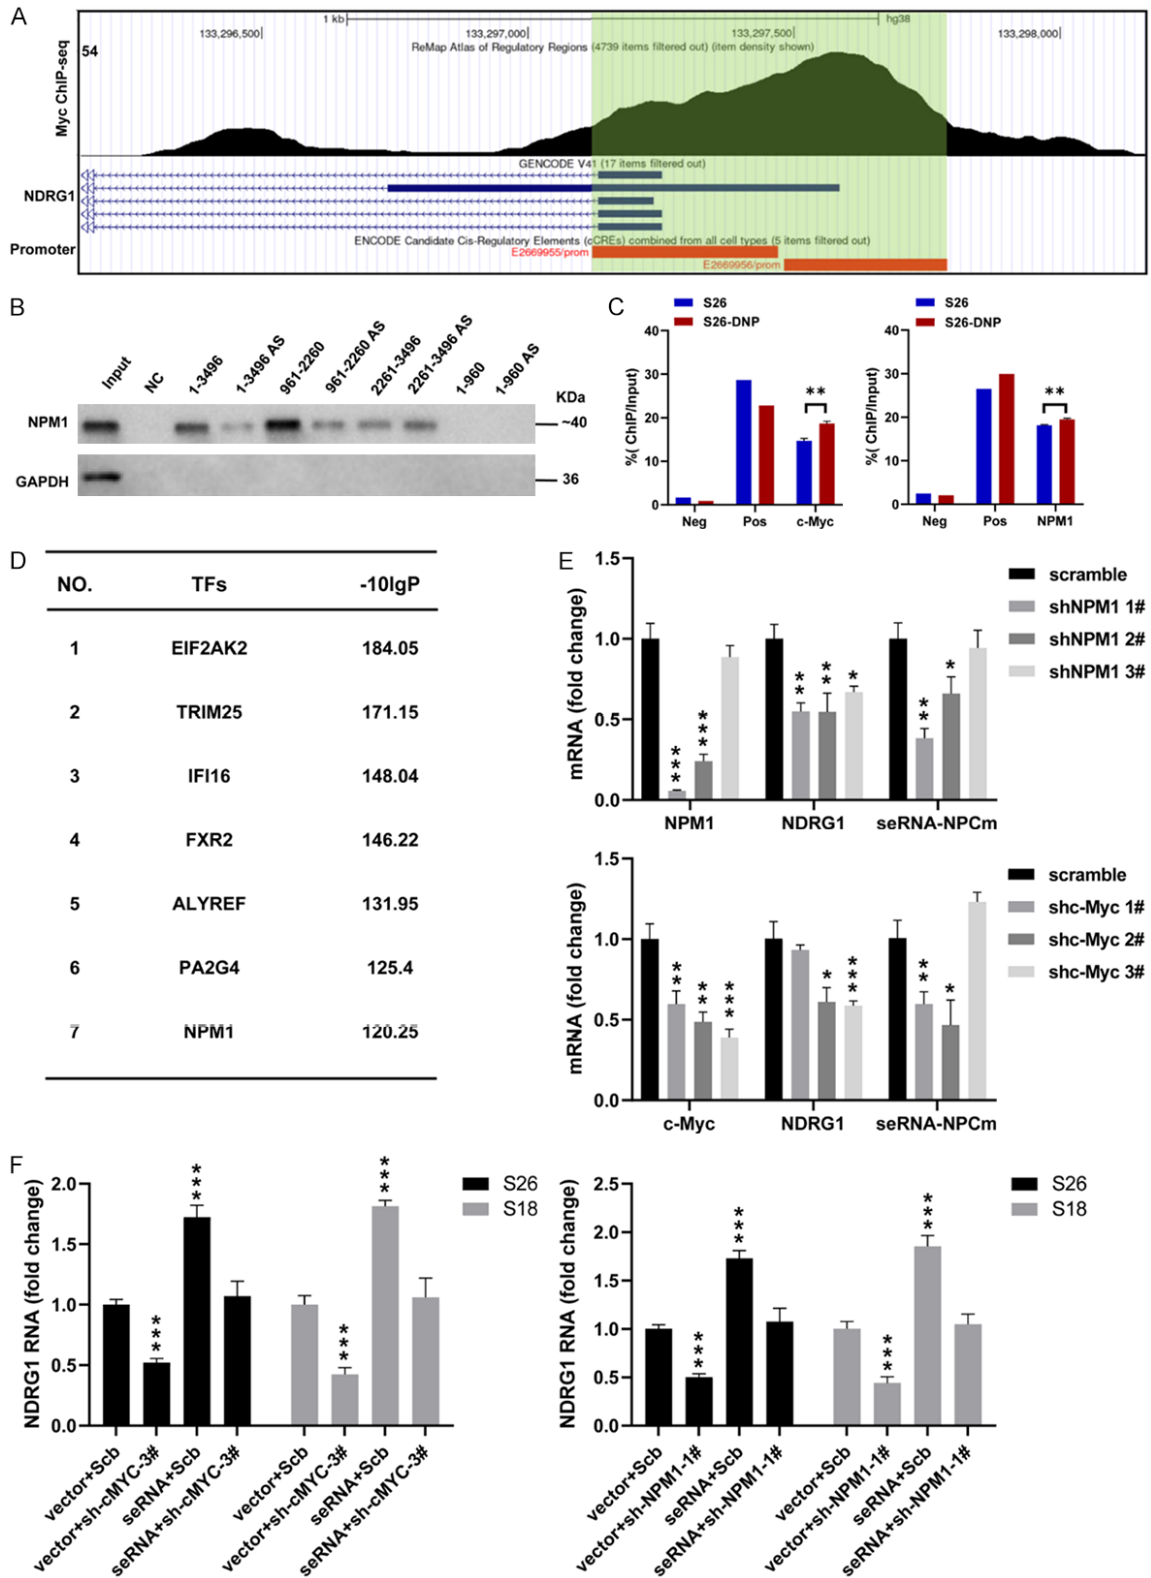 A
1 kb
hg38
133,296,500
133,297,000
133,297,500
133,298,000
ReMap Atlas of Regulatory Regions (4739 items filtered out) (item density shown)
54
Myc ChIP-seq
GENCODE V41 (17 items filtered out)
NDRG1
ENCODE Candidate Cis-Regulatory Elements (cCREs) combined from all cell types (5 items filtered out)
Promoter
E2669955/prom
E2669956/prom
B
Input
NC
1-3496
1-3496 AS
961-2260
961-2260 AS
2261-3496
2261-3496 AS
1-960
1-960 AS
KDa
NPM1
~40
GAPDH
36
C
S26
S26-DNP
%( ChIP/Input)
40
30
20
10
0
**
Neg
Pos
c-Myc
S26
S26-DNP
%( ChIP/Input)
40
30
20
10
0
**
Neg
Pos
NPM1
D
NO. TFs -10lgP
1 EIF2AK2 184.05
2 TRIM25 171.15
3 IFI16 148.04
4 FXR2 146.22
5 ALYREF 131.95
6 PA2G4 125.4
7 NPM1 120.25
E
mRNA (fold change)
1.5
1.0
0.5
0.0
***
***
**
**
*
**
*
NPM1
NDRG1
seRNA-NPCm
scramble
shNPM1 1#
shNPM1 2#
shNPM1 3#
mRNA (fold change)
1.5
1.0
0.5
0.0
**
**
***
*
***
**
*
c-Myc
NDRG1
seRNA-NPCm
scramble
shc-Myc 1#
shc-Myc 2#
shc-Myc 3#
F
NDRG1 RNA (fold change)
2.0
1.5
1.0
0.5
0.0
***
***
***
***
S26
S18
vector+Scb
vector+sh-cMYC-3#
seRNA+Scb
seRNA+sh-cMYC-3#
vector+Scb
vector+sh-cMYC-3#
seRNA+Scb
seRNA+sh-cMYC-3#
NDRG1 RNA (fold change)
2.5
2.0
1.5
1.0
0.5
0.0
***
***
***
***
S26
S18
vector+Scb
vector+sh-NPM1-1#
seRNA+Scb
seRNA+sh-NPM1-1#
vector+Scb
vector+sh-NPM1-1#
seRNA+Scb
seRNA+sh-NPM1-1#